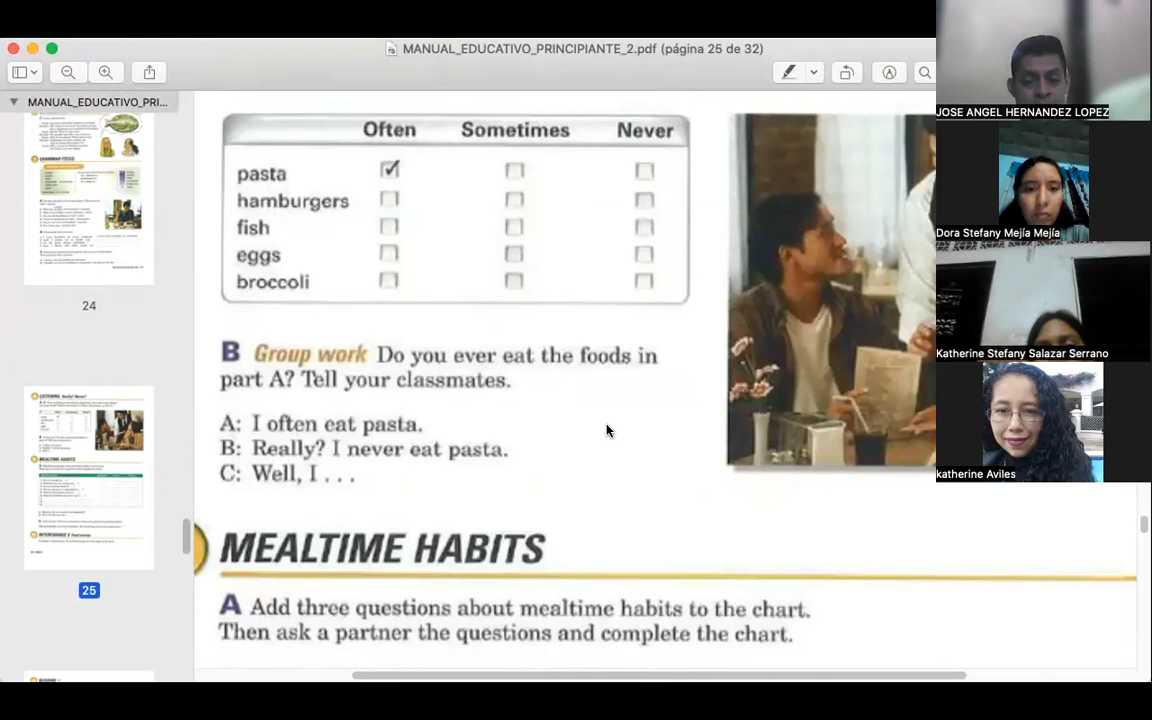 MANUAL_EDUCATIVO_PRINCIPIANTE_2.pdf (página 25 de 32)
MANUAL_EDUCATIVO_PRI...
24
25
Often Sometimes Never
pasta
hamburgers
fish
eggs
broccoli
B Group work Do you ever eat the foods in
part A? Tell your classmates.
A: I often eat pasta.
B: Really? I never eat pasta.
C: Well, I . . .
MEALTIME HABITS
A Add three questions about mealtime habits to the chart.
Then ask a partner the questions and complete the chart.
JOSE ANGEL HERNANDEZ LOPEZ
Dora Stefany Mejía Mejía
Katherine Stefany Salazar Serrano
katherine Aviles